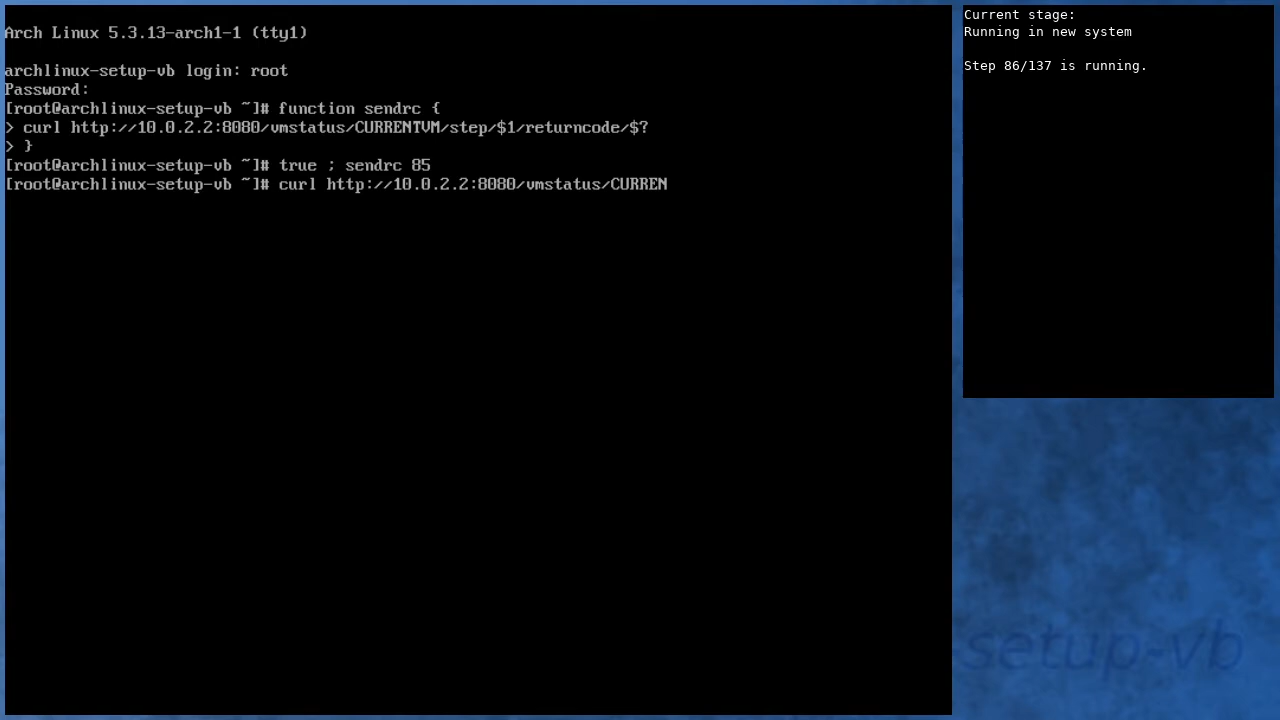 Arch Linux 5.3.13-arch1-1 (tty1)
archlinux-setup-vb login: root
Password:
[root@archlinux-setup-vb ~]# function sendrc {
> curl http://10.0.2.2:8080/vmstatus/CURRENTVM/step/$1/returncode/$?
> }
[root@archlinux-setup-vb ~]# true ; sendrc 85
[root@archlinux-setup-vb ~]# curl http://10.0.2.2:8080/vmstatus/CURREN
Current stage:
Running in new system
Step 86/137 is running.
setup-vb